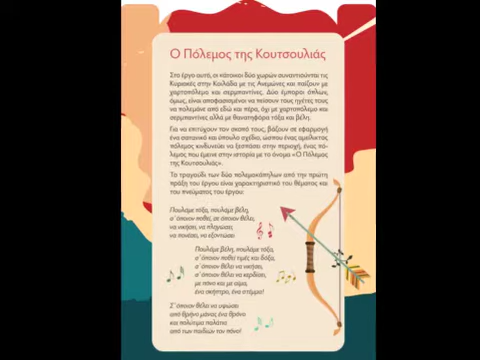 Ο Πόλεμος της Κουτσουλιάς
Στο έργο αυτό, οι κάτοικοι δύο χωρών συναντιούνται τις
Κυριακές στην Κοιλάδα με τις Ανεμώνες και παίζουν με
χαρτοπόλεμο και σερμπαντίνες. Δύο έμποροι όπλων,
όμως, είναι αποφασισμένοι να πείσουν τους ηγέτες τους
να πολεμάνε από εδώ και πέρα, όχι με χαρτοπόλεμο και
σερμπαντίνες αλλά με θανατηφόρα τόξα και βέλη.
Για να επιτύχουν τον σκοπό τους, βάζουν σε εφαρμογή
ένα σατανικό και ύπουλο σχέδιο, ώσπου ένας αμείλικτος
πόλεμος κινδυνεύει να ξεσπάσει στην περιοχή, ένας πό-
λεμος που έμεινε στην ιστορία με το όνομα «Ο Πόλεμος
της Κουτσουλιάς».
Το τραγούδι των δύο πολεμοκάπηλων από την πρώτη
πράξη του έργου είναι χαρακτηριστικό του θέματος και
του πνεύματος του έργου:
Πουλάμε τόξα, πουλάμε βέλη,
σ' όποιον ποθεί, σε όποιον θέλει,
να νικήσει, να πληγώσει
να πονέσει, να εξοντώσει
Πουλάμε βέλη, πουλάμε τόξα,
σ' όποιον ποθεί τιμές και δόξα,
σ' όποιον θέλει να νικήσει,
σ' όποιον θέλει να κερδίσει,
με πόνο και με αίμα,
ένα σκήπτρο, ένα στέμμα!
Σ' όποιον θέλει να υψώσει
από θρήνο μάνας ένα θρόνο
και πολύτιμα παλάτια
από των παιδιών τον πόνο!